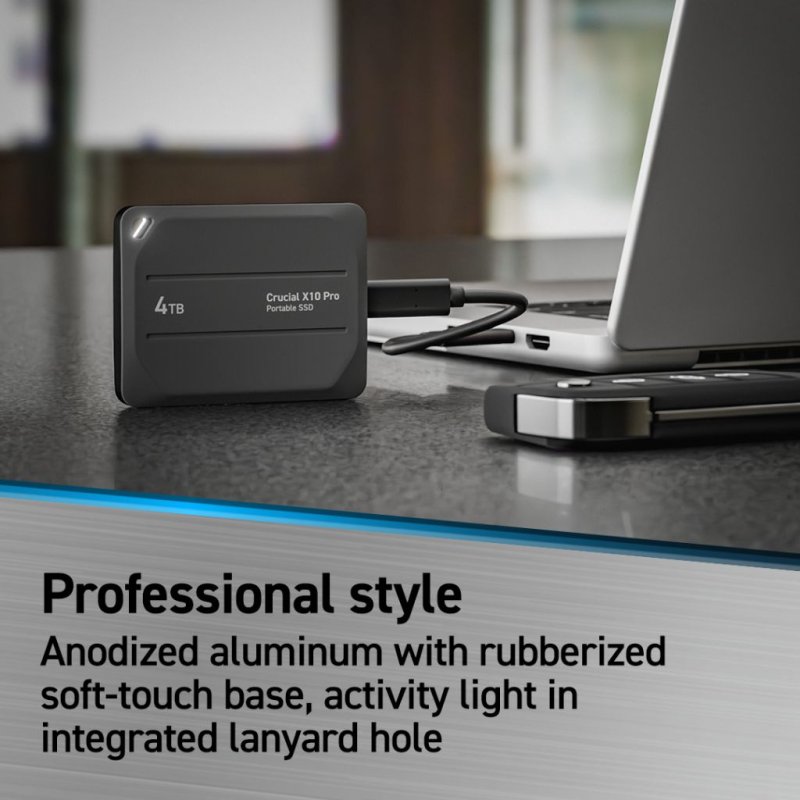 4TB
Crucial X10 Pro
Portable SSD
Professional style
Anodized aluminum with rubberized
soft-touch base, activity light in
integrated lanyard hole